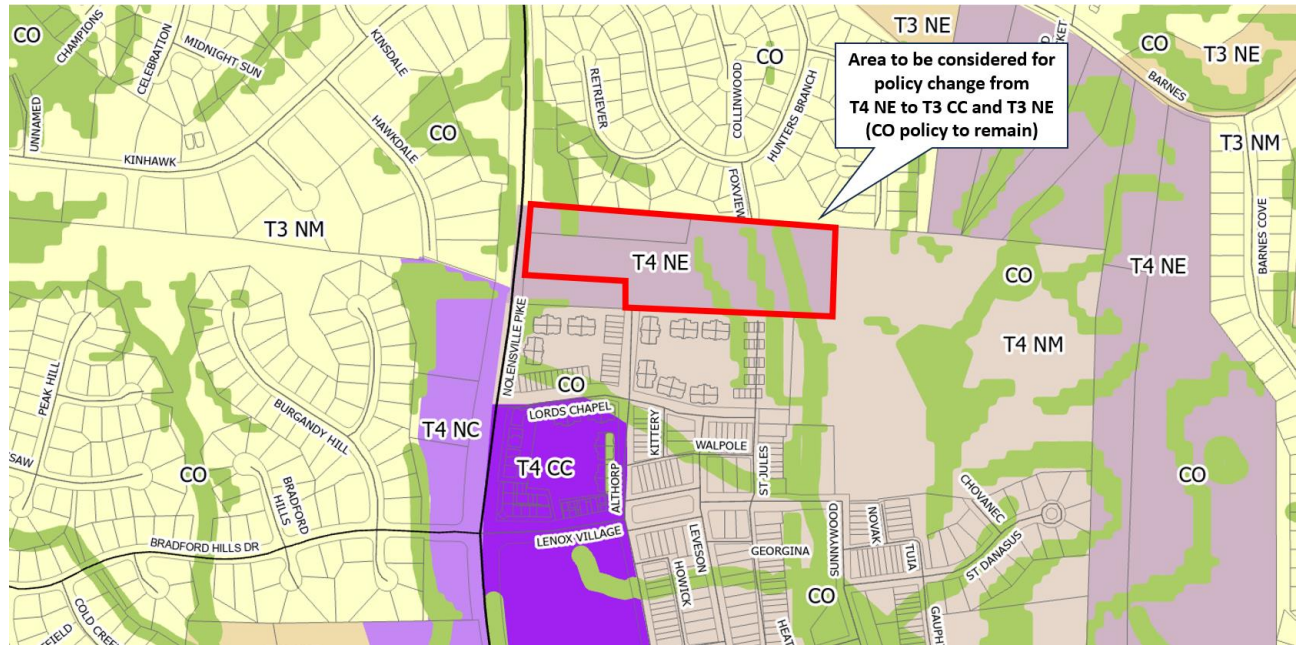 CO
CHAMPIONS
CELEBRATION
MIDNIGHT SUN
KINSDALE
UNNAMED
KINHAWK
HAWKDALE
CO
T3 NM
RETRIEVER
COLLINWOOD
CO
HUNTERS BRANCH
FOXVIEW
T3 NE
Area to be considered for
policy change from
T4 NE to T3 CC and T3 NE
(CO policy to remain)
CO
T3 NE
BARNES
T3 NM
BARNES COVE
T4 NE
T4 NE
CO
T4 NM
NOLENSVILLE PIKE
PEAK HILL
BURGANDY HILL
CO
BRADFORD
HILLS
BRADFORD HILLS DR
T4 NC
CO
LORDS CHAPEL
T4 CC
ALTHORP
KITTERY
WALPOLE
ST JULES
LENOX VILLAGE
LEVESON
HOWICK
GEORGINA
SUNNYWOOD
NOVAK
TUIA
CHOVANEC
ST DANASUS
CO
CO